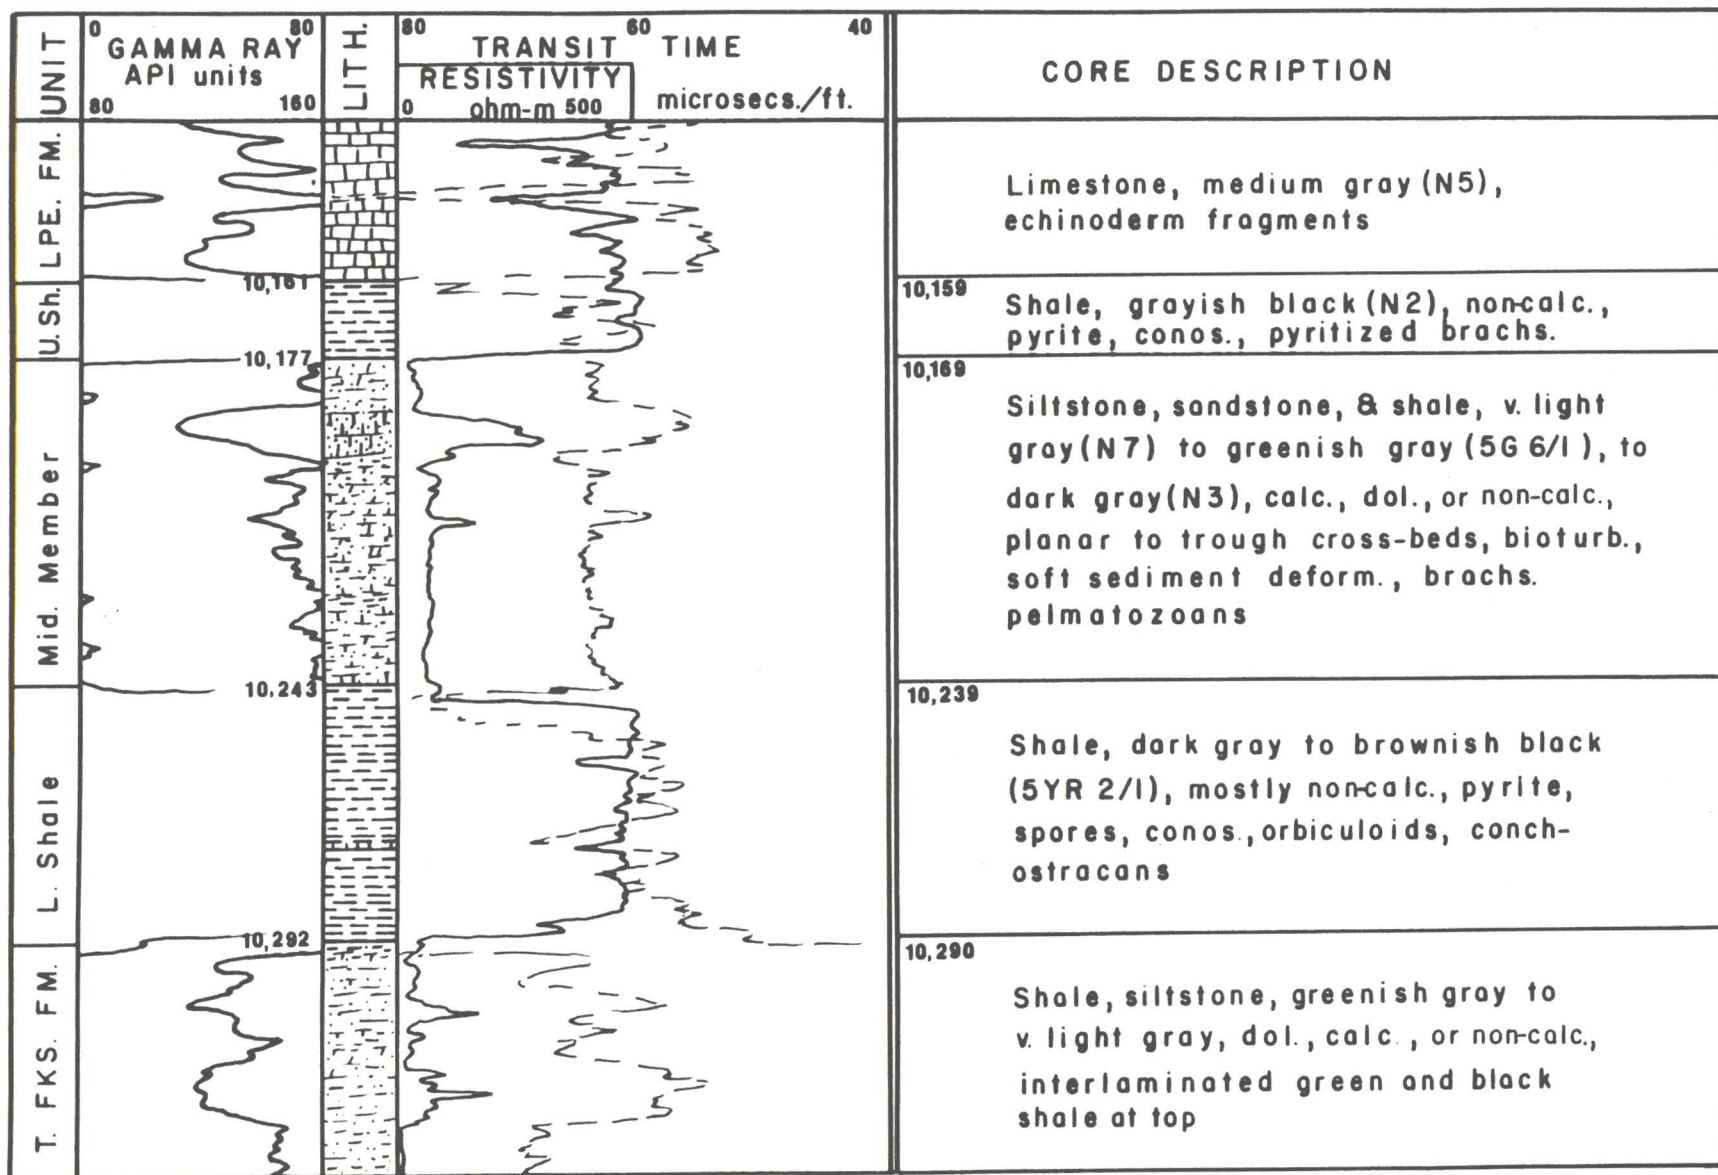 UNIT
0 80
GAMMA RAY
API units
80 160
LITH.
80 60 40
TRANSIT TIME
RESISTIVITY
ohm-m
0 500
microsecs./ft.
CORE DESCRIPTION
LPE. FM.
Limestone, medium gray (N5),
echinoderm fragments
10,161
U.Sh.
10,159
Shale, grayish black (N2), non-calc.,
pyrite, conos., pyritized brachs.
10,177
Mid. Member
10,169
Siltstone, sandstone, & shale, v. light
gray (N7) to greenish gray (5G 6/1), to
dark gray (N3), calc., dol., or non-calc.,
planar to trough cross-beds, bioturb.,
soft sediment deform., brachs.
pelmatozoans
10,243
L. Shale
10,239
Shale, dark gray to brownish black
(5YR 2/1), mostly non-calc., pyrite,
spores, conos., orbiculoids, conch-
ostracans
10,292
T. FKS. FM.
10,290
Shale, siltstone, greenish gray to
v. light gray, dol., calc., or non-calc.,
interlaminated green and black
shale at top